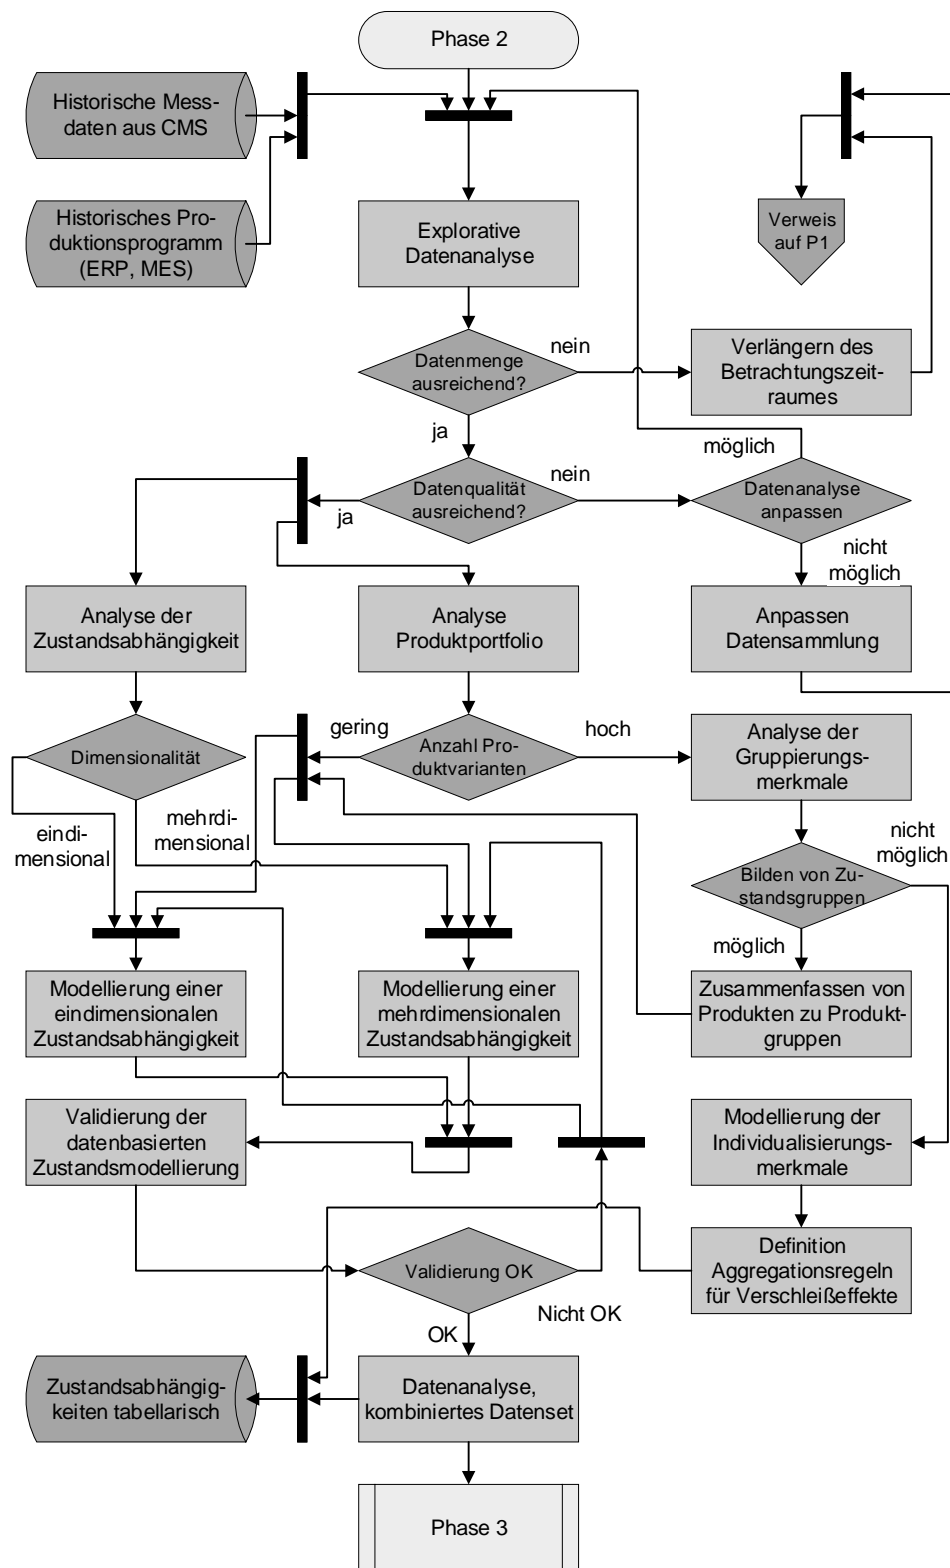 Phase 2
Historische Mess-
daten aus CMS
Historisches Pro-
duktionsprogramm
(ERP, MES)
Verweis
auf P1
Explorative
Datenanalyse
Datenmenge
ausreichend?
nein
Verlängern des
Betrachtungszeit-
raumes
ja
möglich
Datenqualität
ausreichend?
nein
ja
Datenanalyse
anpassen
nicht
möglich
Analyse der
Zustandsabhängigkeit
Analyse
Produktportfolio
Anpassen
Datensammlung
Dimensionalität
gering
Anzahl Pro-
duktvarianten
hoch
Analyse der
Gruppierungs-
merkmale
eindi-
mensional
mehrdi-
mensional
nicht
möglich
Bilden von Zu-
standsgruppen
möglich
Modellierung einer
eindimensionalen
Zustandsabhängigkeit
Modellierung einer
mehrdimensionalen
Zustandsabhängigkeit
Zusammenfassen von
Produkten zu Produkt-
gruppen
Validierung der
datenbasierten
Zustandsmodellierung
Modellierung der
Individualisierungs-
merkmale
Validierung OK
Nicht OK
OK
Definition
Aggregationsregeln
für Verschleißeffekte
Zustandsabhängig-
keiten tabellarisch
Datenanalyse,
kombiniertes Datenset
Phase 3